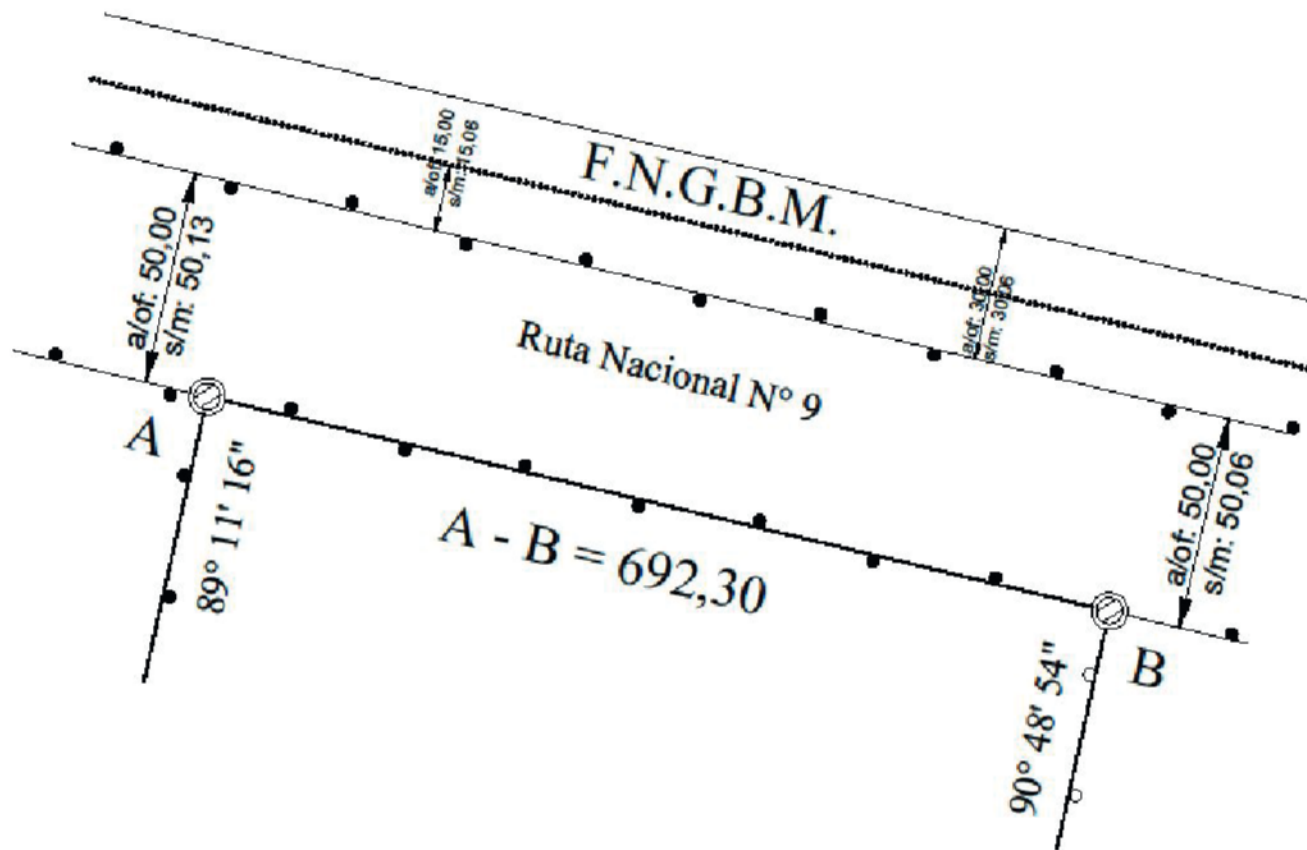 a/of: 15,00
s/m: 15,06
F.N.G.B.M.
a/of: 50,00
s/m: 50,13
a/of: 30,00
s/m: 30,06
Ruta Nacional N° 9
A
89° 11' 16"
A - B = 692,30
a/of: 50,00
s/m: 50,06
B
90° 48' 54"